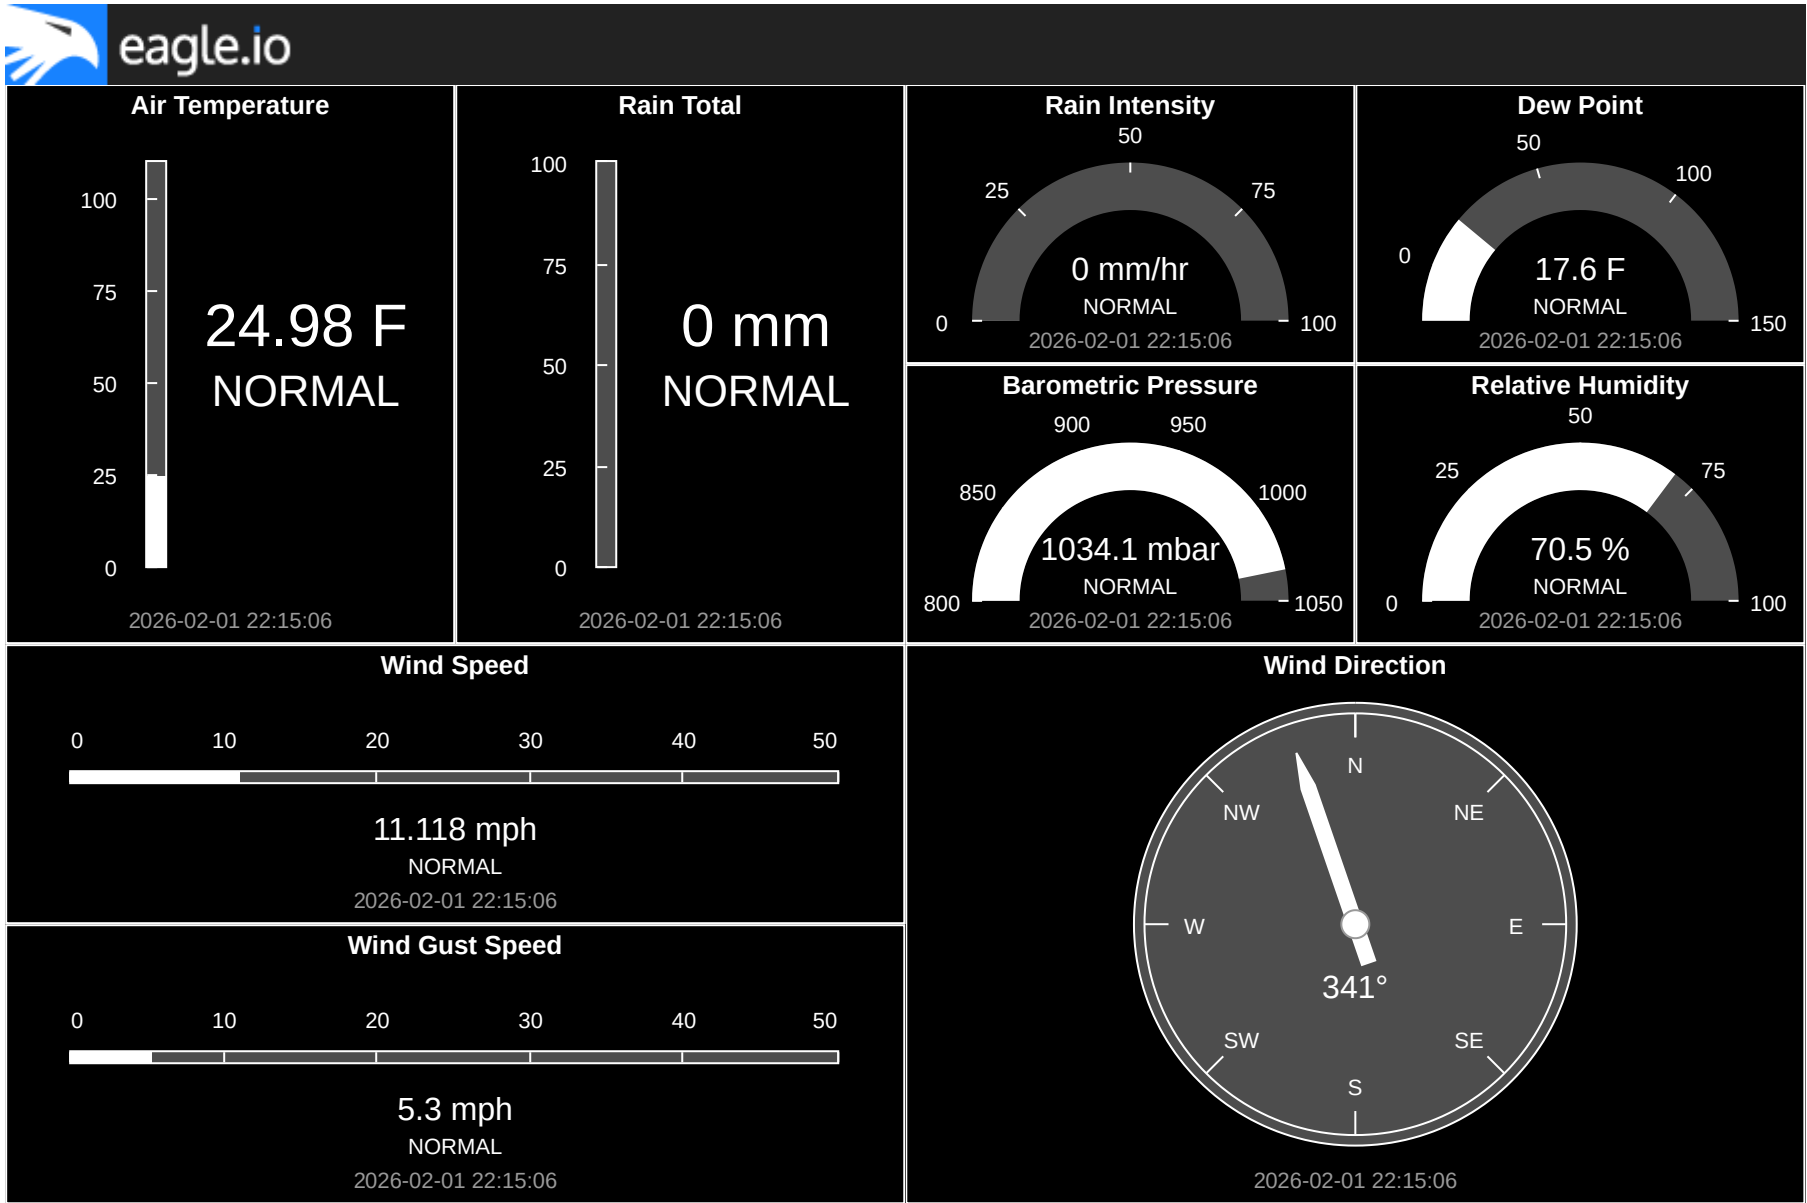 eagle.io
Air Temperature
100
75
50
25
0
24.98 F
NORMAL
2026-02-01 22:15:06
Rain Total
100
75
50
25
0
0 mm
NORMAL
2026-02-01 22:15:06
Rain Intensity
50
25
75
0
100
0 mm/hr
NORMAL
2026-02-01 22:15:06
Dew Point
50
100
0
150
17.6 F
NORMAL
2026-02-01 22:15:06
Barometric Pressure
900
950
850
1000
800
1050
1034.1 mbar
NORMAL
2026-02-01 22:15:06
Relative Humidity
50
25
75
0
100
70.5 %
NORMAL
2026-02-01 22:15:06
Wind Speed
0 10 20 30 40 50
11.118 mph
NORMAL
2026-02-01 22:15:06
Wind Gust Speed
0 10 20 30 40 50
5.3 mph
NORMAL
2026-02-01 22:15:06
Wind Direction
N
NW
NE
W
E
341°
SW
SE
S
2026-02-01 22:15:06